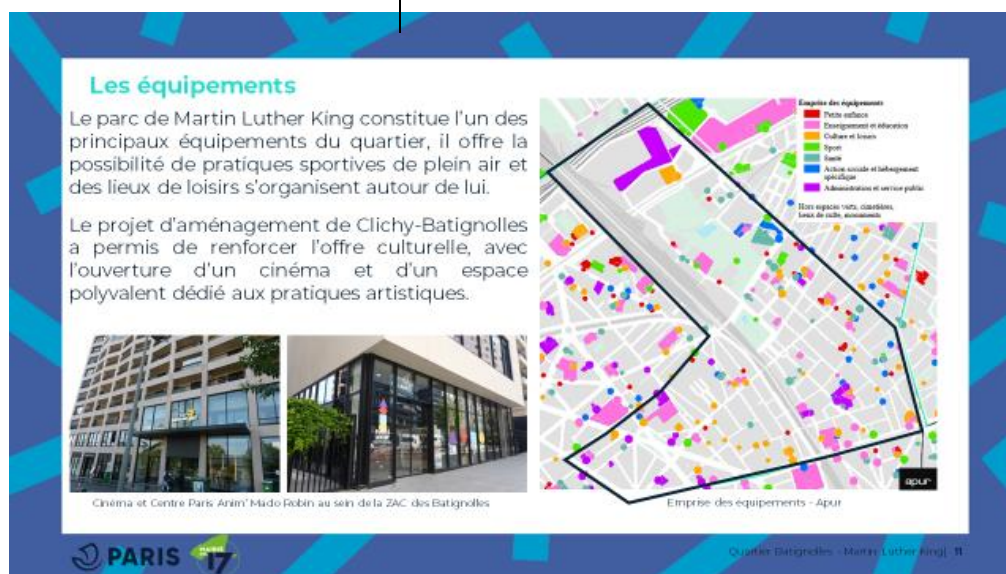 Les équipements
Le parc de Martin Luther King constitue l'un des
principaux équipements du quartier, il offre la
possibilité de pratiques sportives de plein air et
des lieux de loisirs s'organisent autour de lui.
Le projet d'aménagement de Clichy-Batignolles
a permis de renforcer l'offre culturelle, avec
l'ouverture d'un cinéma et d'un espace
polyvalent dédié aux pratiques artistiques.
Emprise des équipements
Petite enfance
Enseignement et éducation
Culture et loisirs
Sport
Santé
Action sociale et hébergement
spécifique
Administration et service public
Hors espaces verts, cimetières,
lieux de culte, monuments
apur
Cinéma et Centre Paris Anim' Mado Robin au sein de la ZAC des Batignolles
Emprise des équipements - Apur
PARIS
MAIRIE
17
Quartier Batignolles - Martin Luther King| 11